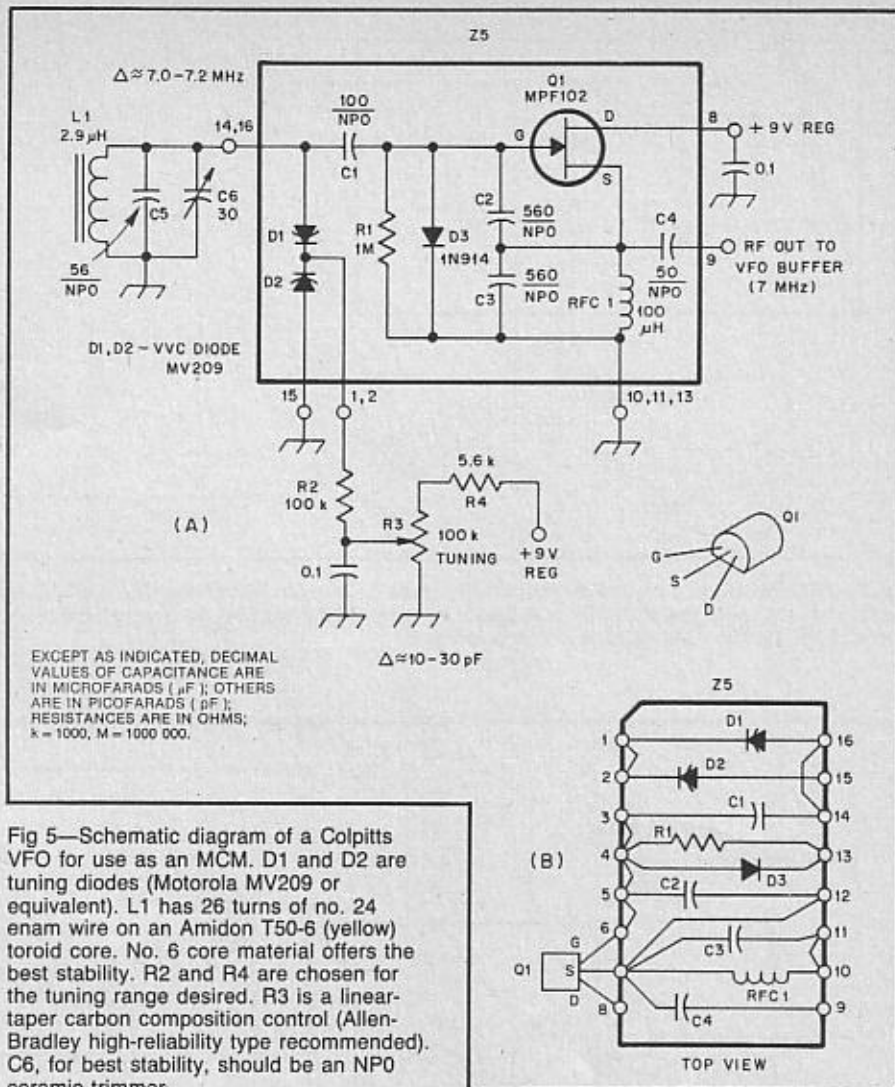 Z5
Δ≈ 7.0-7.2 MHz
Q1
MPF102
L1
2.9 μH
14,16
100
NPO
C1
G
D
S
8
+ 9V REG
0.1
C5
C6
30
56
NPO
D1
D2
R1
1M
D3
1N914
C2
560
NPO
C3
560
NPO
RFC 1
100
μH
C4
50
NPO
9
RF OUT TO
VFO BUFFER
(7 MHz)
D1, D2 ~ VVC DIODE
MV209
15
1, 2
10, 11, 13
(A)
R2
100 k
5.6 k
R4
R3
100 k
TUNING
+9V
REG
0.1
Δ≈10-30 pF
Q1
G
S
D
EXCEPT AS INDICATED, DECIMAL
VALUES OF CAPACITANCE ARE
IN MICROFARADS ( μF ); OTHERS
ARE IN PICOFARADS ( pF );
RESISTANCES ARE IN OHMS;
k = 1000, M = 1000 000.
Z5
1
D1
16
2
D2
15
3
C1
14
4
R1
13
D3
(B)
5
C2
12
6
C3
11
G
Q1
S
D
10
RFC 1
8
C4
9
TOP VIEW
Fig 5—Schematic diagram of a Colpitts
VFO for use as an MCM. D1 and D2 are
tuning diodes (Motorola MV209 or
equivalent). L1 has 26 turns of no. 24
enam wire on an Amidon T50-6 (yellow)
toroid core. No. 6 core material offers the
best stability. R2 and R4 are chosen for
the tuning range desired. R3 is a linear-
taper carbon composition control (Allen-
Bradley high-reliability type recommended).
C6, for best stability, should be an NP0
ceramic trimmer.